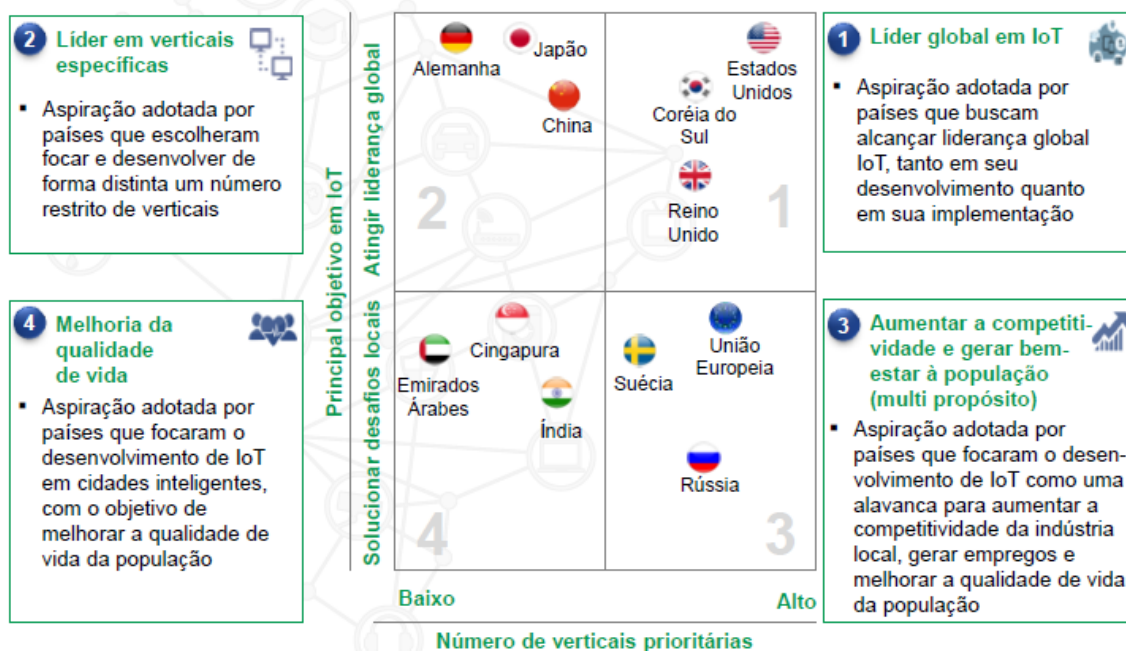 2 Líder em verticais
específicas
▪ Aspiração adotada por
países que escolheram
focar e desenvolver de
forma distinta um número
restrito de verticais
4 Melhoria da
qualidade
de vida
▪ Aspiração adotada por
países que focaram o
desenvolvimento de IoT
em cidades inteligentes,
com o objetivo de
melhorar a qualidade de
vida da população
Principal objetivo em IoT
Atingir liderança global
Solucionar desafios locais
Alemanha
Japão
China
2
Estados
Unidos
Coréia do
Sul
Reino
Unido
1
Emirados
Árabes
Cingapura
Índia
4
Suécia
União
Europeia
Rússia
3
Baixo
Alto
Número de verticais prioritárias
1 Líder global em IoT
▪ Aspiração adotada por
países que buscam
alcançar liderança global
IoT, tanto em seu
desenvolvimento quanto
em sua implementação
3 Aumentar a competiti-
vidade e gerar bem-
estar à população
(multi propósito)
▪ Aspiração adotada por
países que focaram o desen-
volvimento de IoT como uma
alavanca para aumentar a
competitividade da indústria
local, gerar empregos e
melhorar a qualidade de vida
da população